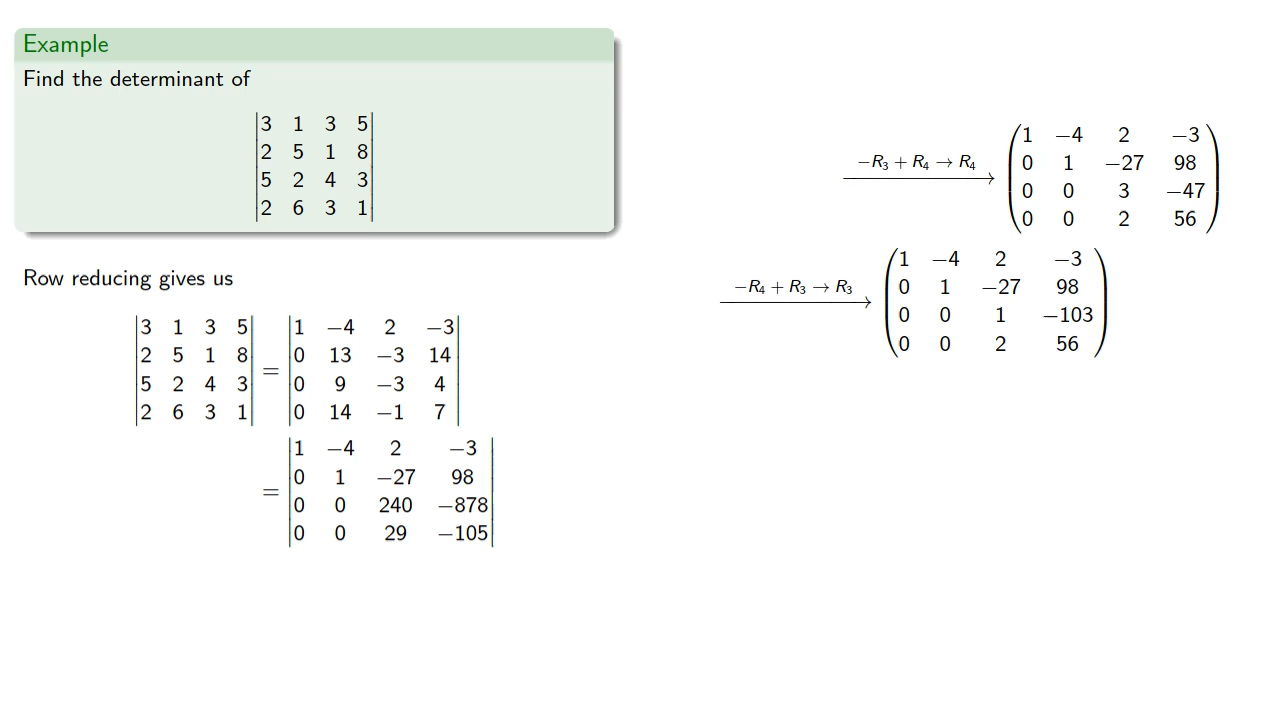 Example
Find the determinant of
|3 1 3 5|
|2 5 1 8|
|5 2 4 3|
|2 6 3 1|
Row reducing gives us
|3 1 3 5| = |1 −4 2 −3|
|2 5 1 8| |0 13 −3 14|
|5 2 4 3| |0 9 −3 4|
|2 6 3 1| |0 14 −1 7|
= |1 −4 2 −3|
|0 1 −27 98|
|0 0 240 −878|
|0 0 29 −105|
−R₃ + R₄ → R₄
(1 −4 2 −3)
(0 1 −27 98)
(0 0 3 −47)
(0 0 2 56)
−R₄ + R₃ → R₃
(1 −4 2 −3)
(0 1 −27 98)
(0 0 1 −103)
(0 0 2 56)